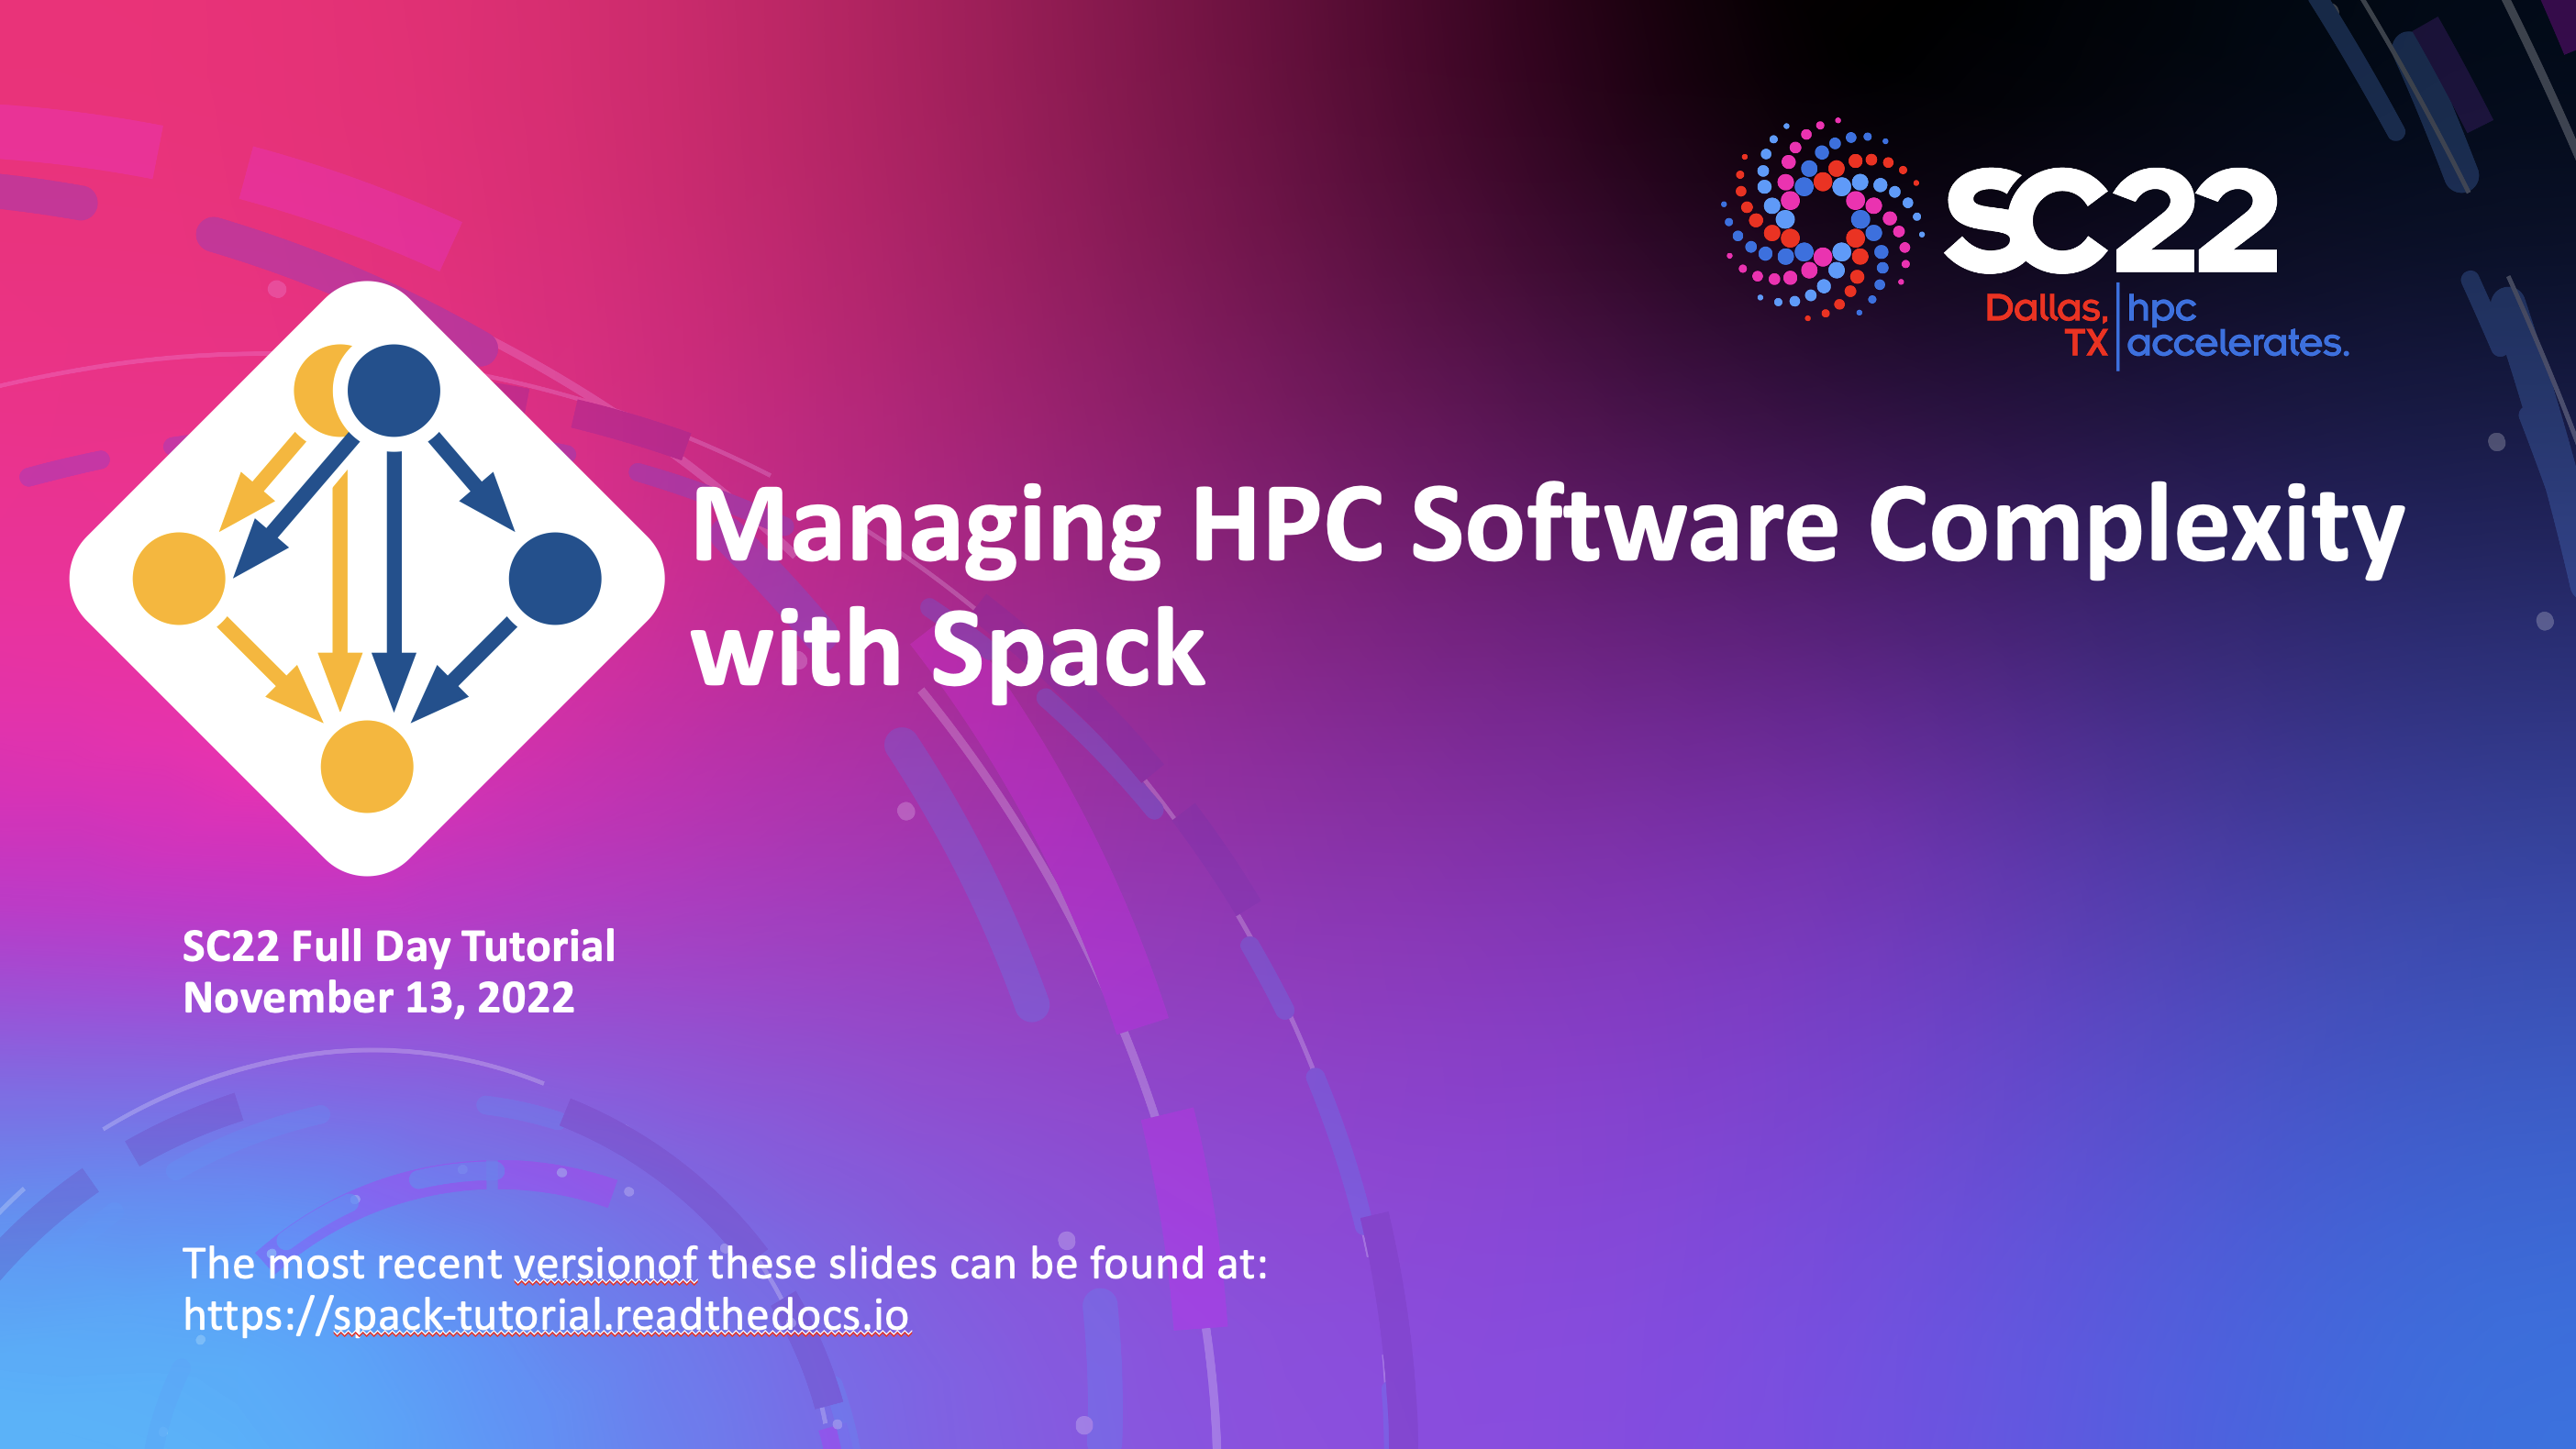 SC22
Dallas, TX
hpc accelerates.
Managing HPC Software Complexity
with Spack
SC22 Full Day Tutorial
November 13, 2022
The most recent versionof these slides can be found at:
https://spack-tutorial.readthedocs.io